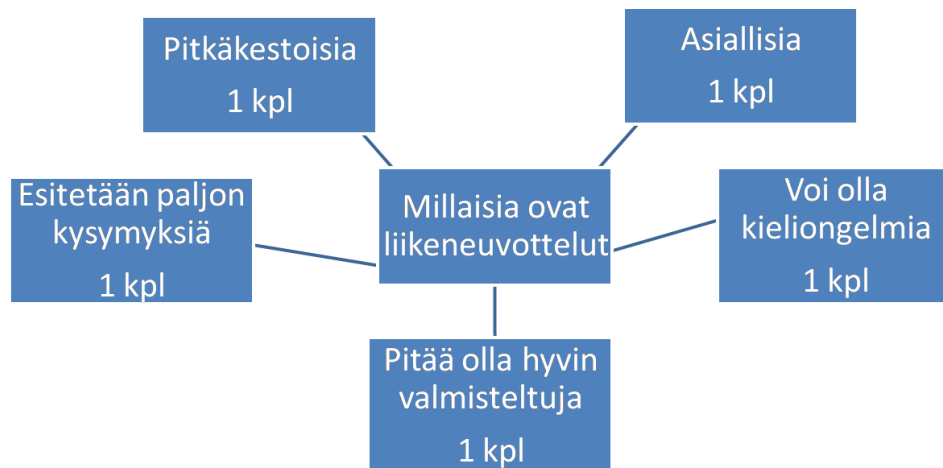 Pitkäkestoisia
1 kpl
Asiallisia
1 kpl
Esitetään paljon
kysymyksiä
1 kpl
Millaisia ovat
liikeneuvottelut
Voi olla
kieliongelmia
1 kpl
Pitää olla hyvin
valmisteltuja
1 kpl